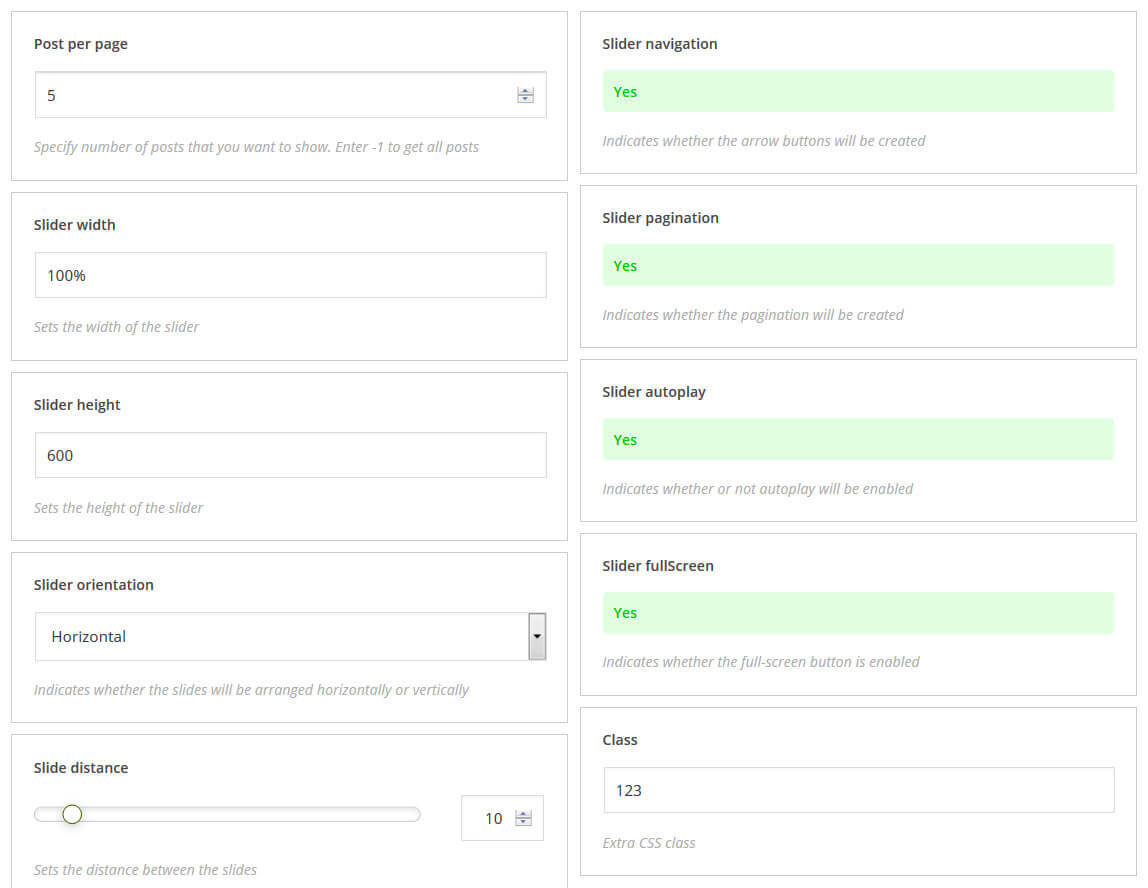 Post per page
5
Specify number of posts that you want to show. Enter -1 to get all posts
Slider width
100%
Sets the width of the slider
Slider height
600
Sets the height of the slider
Slider orientation
Horizontal
Indicates whether the slides will be arranged horizontally or vertically
Slide distance
10
Sets the distance between the slides
Slider navigation
Yes
Indicates whether the arrow buttons will be created
Slider pagination
Yes
Indicates whether the pagination will be created
Slider autoplay
Yes
Indicates whether or not autoplay will be enabled
Slider fullScreen
Yes
Indicates whether the full-screen button is enabled
Class
123
Extra CSS class